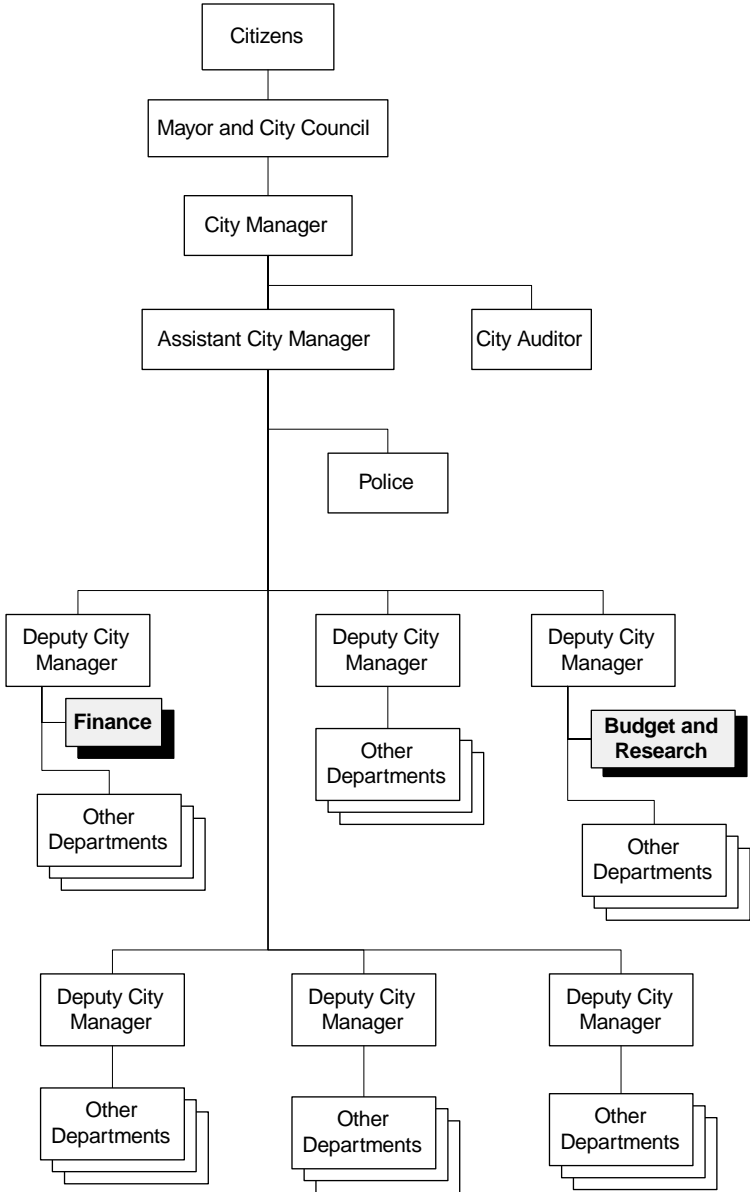 Citizens
Mayor and City Council
City Manager
Assistant City Manager
City Auditor
Police
Deputy City
Manager
Finance
Other
Departments
Deputy City
Manager
Other
Departments
Deputy City
Manager
Budget and
Research
Other
Departments
Deputy City
Manager
Other
Departments
Deputy City
Manager
Other
Departments
Deputy City
Manager
Other
Departments